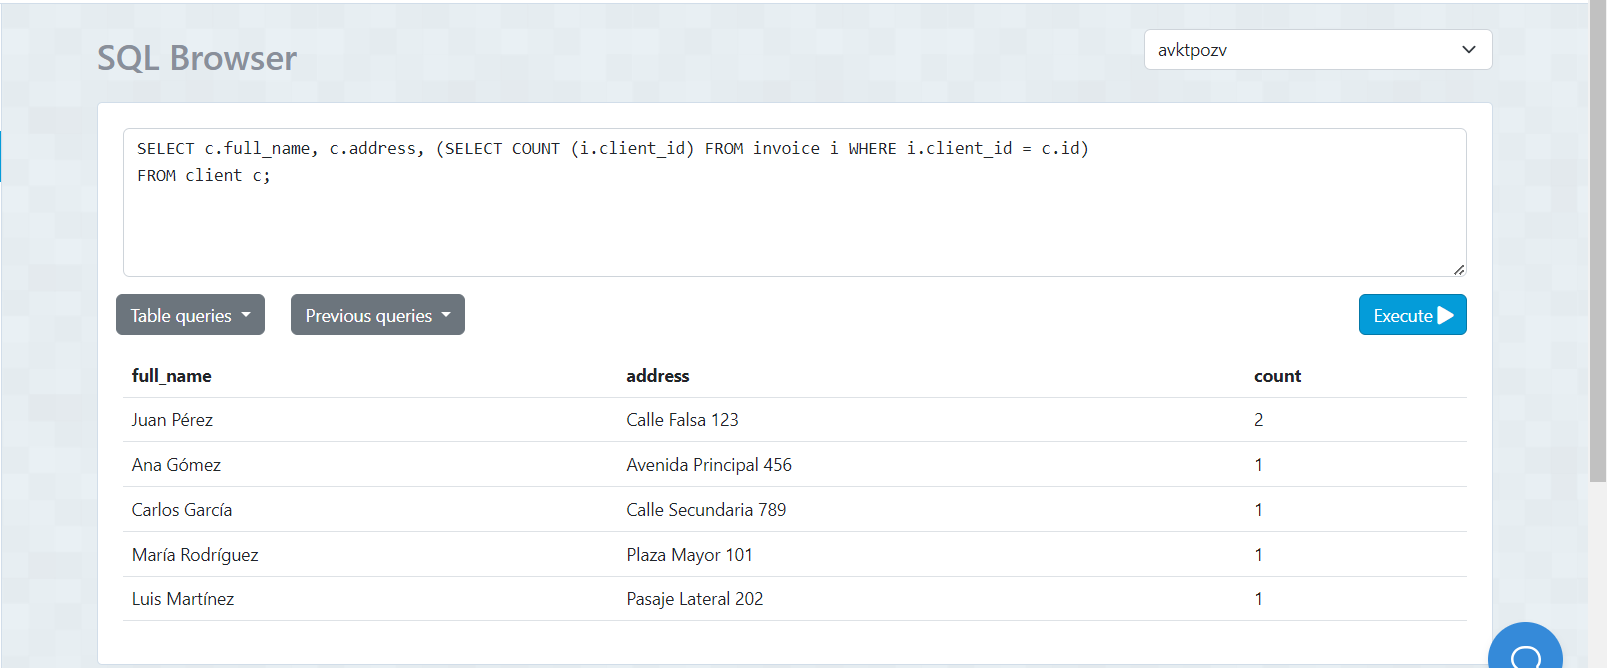 SQL Browser
avktpozv
SELECT c.full_name, c.address, (SELECT COUNT (i.client_id) FROM invoice i WHERE i.client_id = c.id)
FROM client c;
Table queries
Previous queries
Execute
full_name address count
Juan Pérez Calle Falsa 123 2
Ana Gómez Avenida Principal 456 1
Carlos García Calle Secundaria 789 1
María Rodríguez Plaza Mayor 101 1
Luis Martínez Pasaje Lateral 202 1